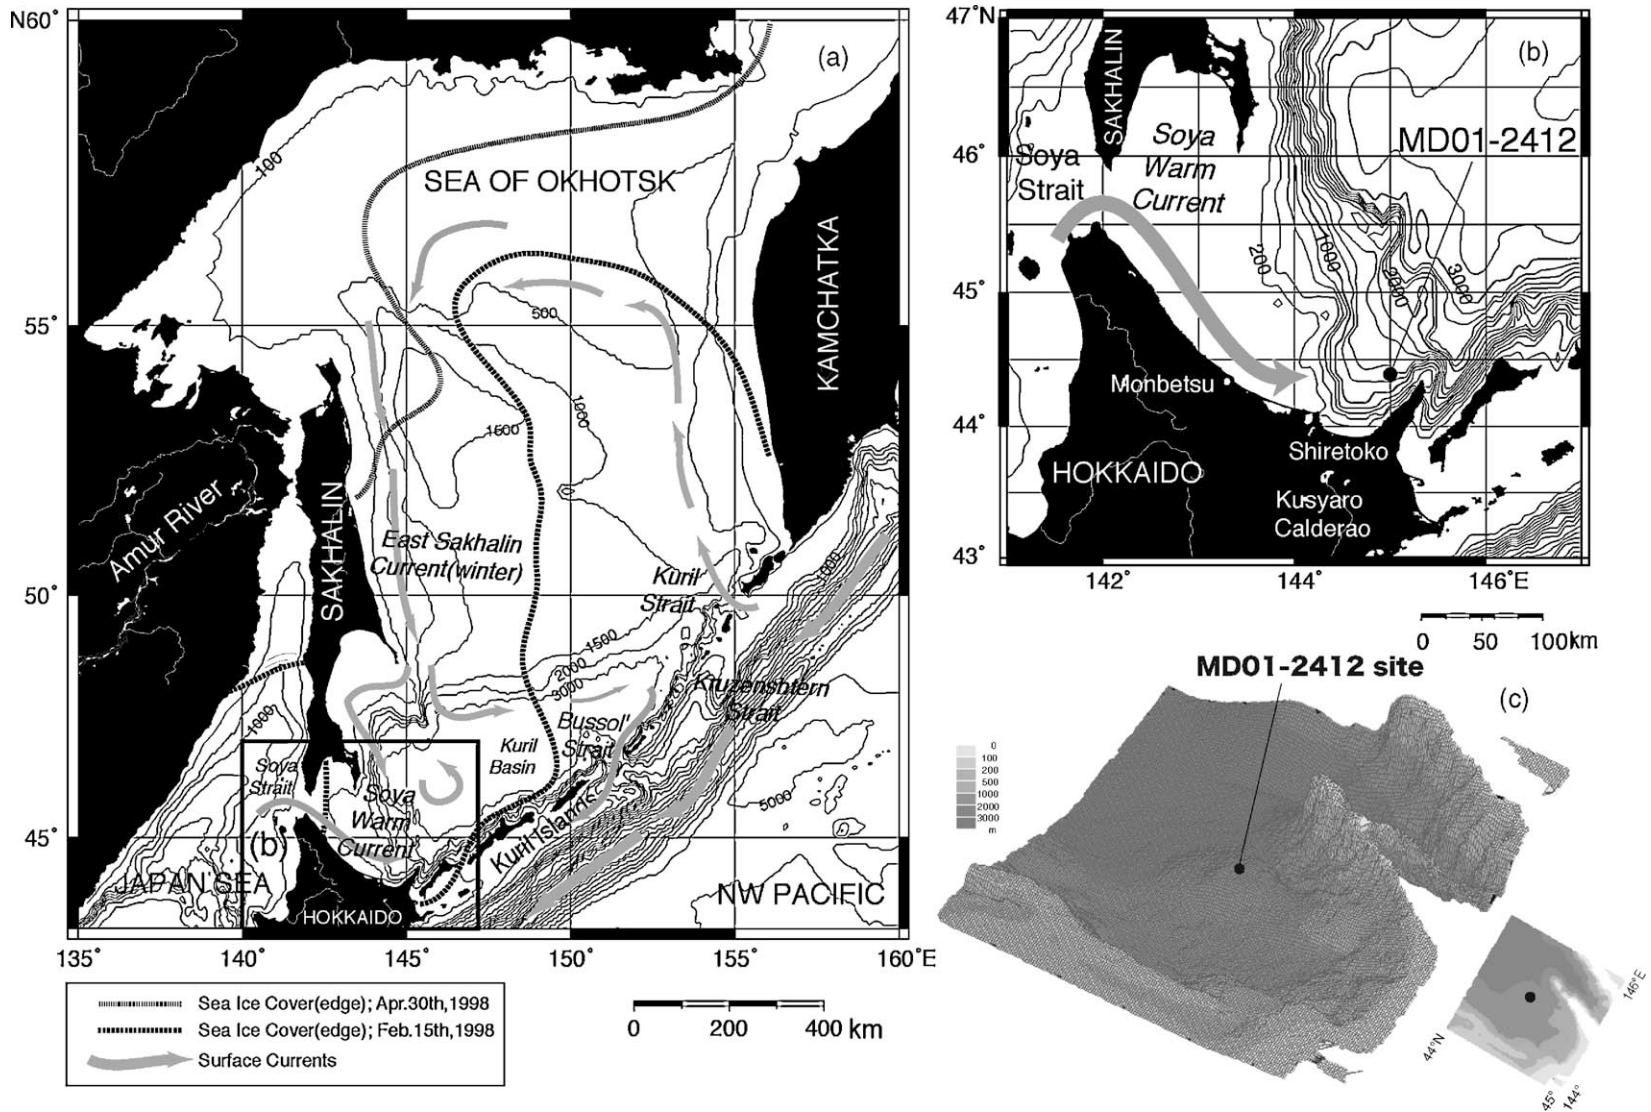 N60°
(a)
100
SEA OF OKHOTSK
KAMCHATKA
55°
500
1000
1500
Amur River
SAKHALIN
East Sakhalin
Current(winter)
Kuril
Strait
1000
50°
1500
2000
3000
Kruzenshtern
Strait
Bussol'
Strait
Kuril
Basin
1000
Soya
Strait
Soya
Warm
Current
5000
45°
(b)
Kuril Islands
JAPAN SEA
NW PACIFIC
HOKKAIDO
135° 140° 145° 150° 155° 160°E
Sea Ice Cover(edge); Apr.30th,1998
Sea Ice Cover(edge); Feb.15th,1998
Surface Currents
0 200 400 km
47°N
(b)
SAKHALIN
MD01-2412
46°
Soya
Strait
Soya
Warm
Current
200
1000
2000
3000
45°
Monbetsu
44°
Shiretoko
HOKKAIDO
Kusyaro
Calderao
43°
142° 144° 146°E
0 50 100km
MD01-2412 site
(c)
0
100
200
500
1000
2000
3000
m
146°E
44°N
45°
144°